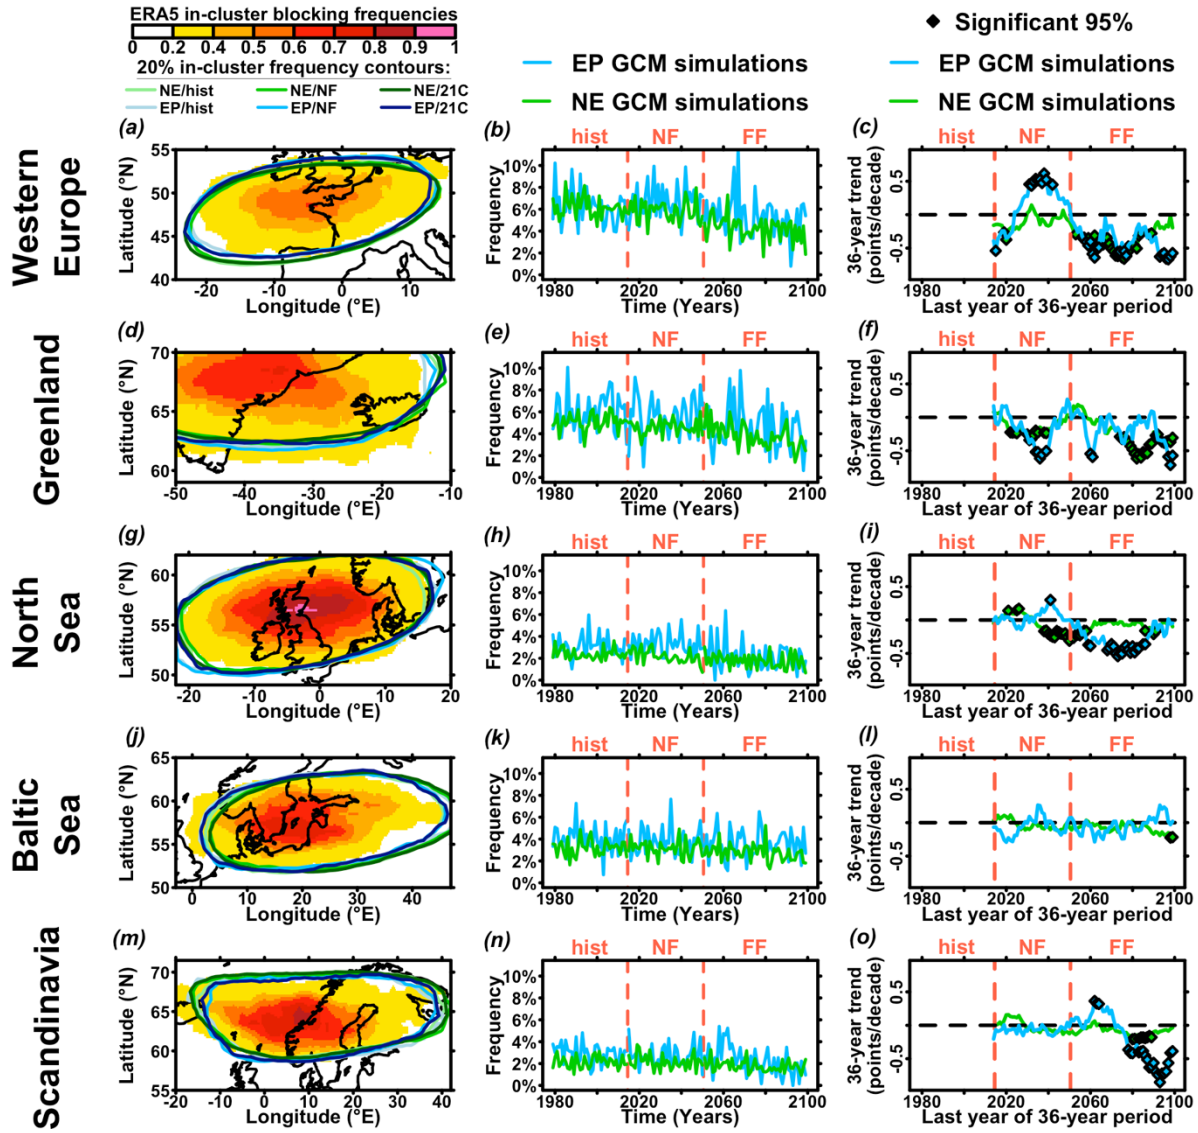 ERA5 in-cluster blocking frequencies
0 0.2 0.4 0.5 0.6 0.7 0.8 0.9 1
20% in-cluster frequency contours:
NE/hist NE/NF NE/21C
EP/hist EP/NF EP/21C
EP GCM simulations
NE GCM simulations
Significant 95%
EP GCM simulations
NE GCM simulations
Western Europe
(a)
55
50
45
40
Latitude (°N)
-20 -10 0 10
Longitude (°E)
(b)
hist NF FF
10%
8%
6%
4%
2%
0%
Frequency
1980 2020 2060 2100
Time (Years)
(c)
hist NF FF
0.5
-0.5
36-year trend
(points/decade)
1980 2020 2060 2100
Last year of 36-year period
Greenland
(d)
70
65
60
Latitude (°N)
-50 -40 -30 -20 -10
Longitude (°E)
(e)
hist NF FF
10%
8%
6%
4%
2%
0%
Frequency
1980 2020 2060 2100
Time (Years)
(f)
hist NF FF
0.5
-0.5
36-year trend
(points/decade)
1980 2020 2060 2100
Last year of 36-year period
North Sea
(g)
60
55
50
Latitude (°N)
-20 -10 0 10 20
Longitude (°E)
(h)
hist NF FF
10%
8%
6%
4%
2%
0%
Frequency
1980 2020 2060 2100
Time (Years)
(i)
hist NF FF
0.5
-0.5
36-year trend
(points/decade)
1980 2020 2060 2100
Last year of 36-year period
Baltic Sea
(j)
65
60
55
50
Latitude (°N)
0 10 20 30 40
Longitude (°E)
(k)
hist NF FF
10%
8%
6%
4%
2%
0%
Frequency
1980 2020 2060 2100
Time (Years)
(l)
hist NF FF
0.5
-0.5
36-year trend
(points/decade)
1980 2020 2060 2100
Last year of 36-year period
Scandinavia
(m)
70
65
60
55
Latitude (°N)
-20 -10 0 10 20 30 40
Longitude (°E)
(n)
hist NF FF
10%
8%
6%
4%
2%
0%
Frequency
1980 2020 2060 2100
Time (Years)
(o)
hist NF FF
0.5
-0.5
36-year trend
(points/decade)
1980 2020 2060 2100
Last year of 36-year period